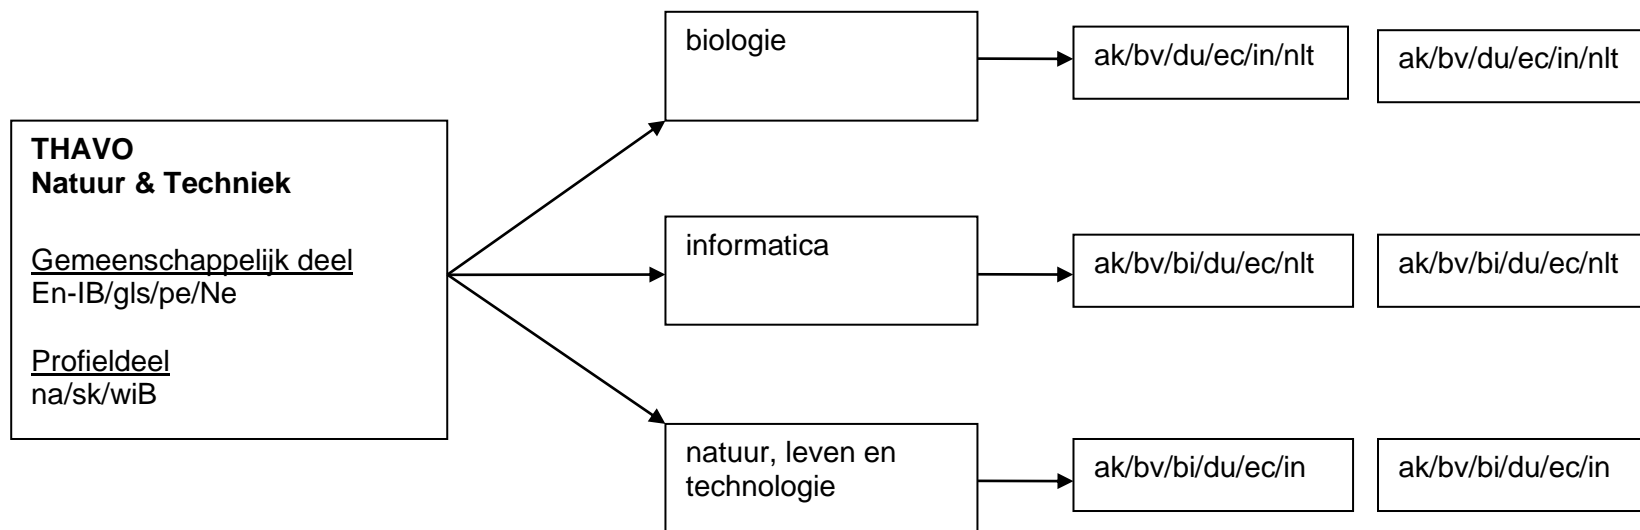 biologie
ak/bv/du/ec/in/nlt
ak/bv/du/ec/in/nlt
THAVO
Natuur & Techniek
Gemeenschappelijk deel
En-IB/gls/pe/Ne
Profieldeel
na/sk/wiB
informatica
ak/bv/bi/du/ec/nlt
ak/bv/bi/du/ec/nlt
natuur, leven en
technologie
ak/bv/bi/du/ec/in
ak/bv/bi/du/ec/in